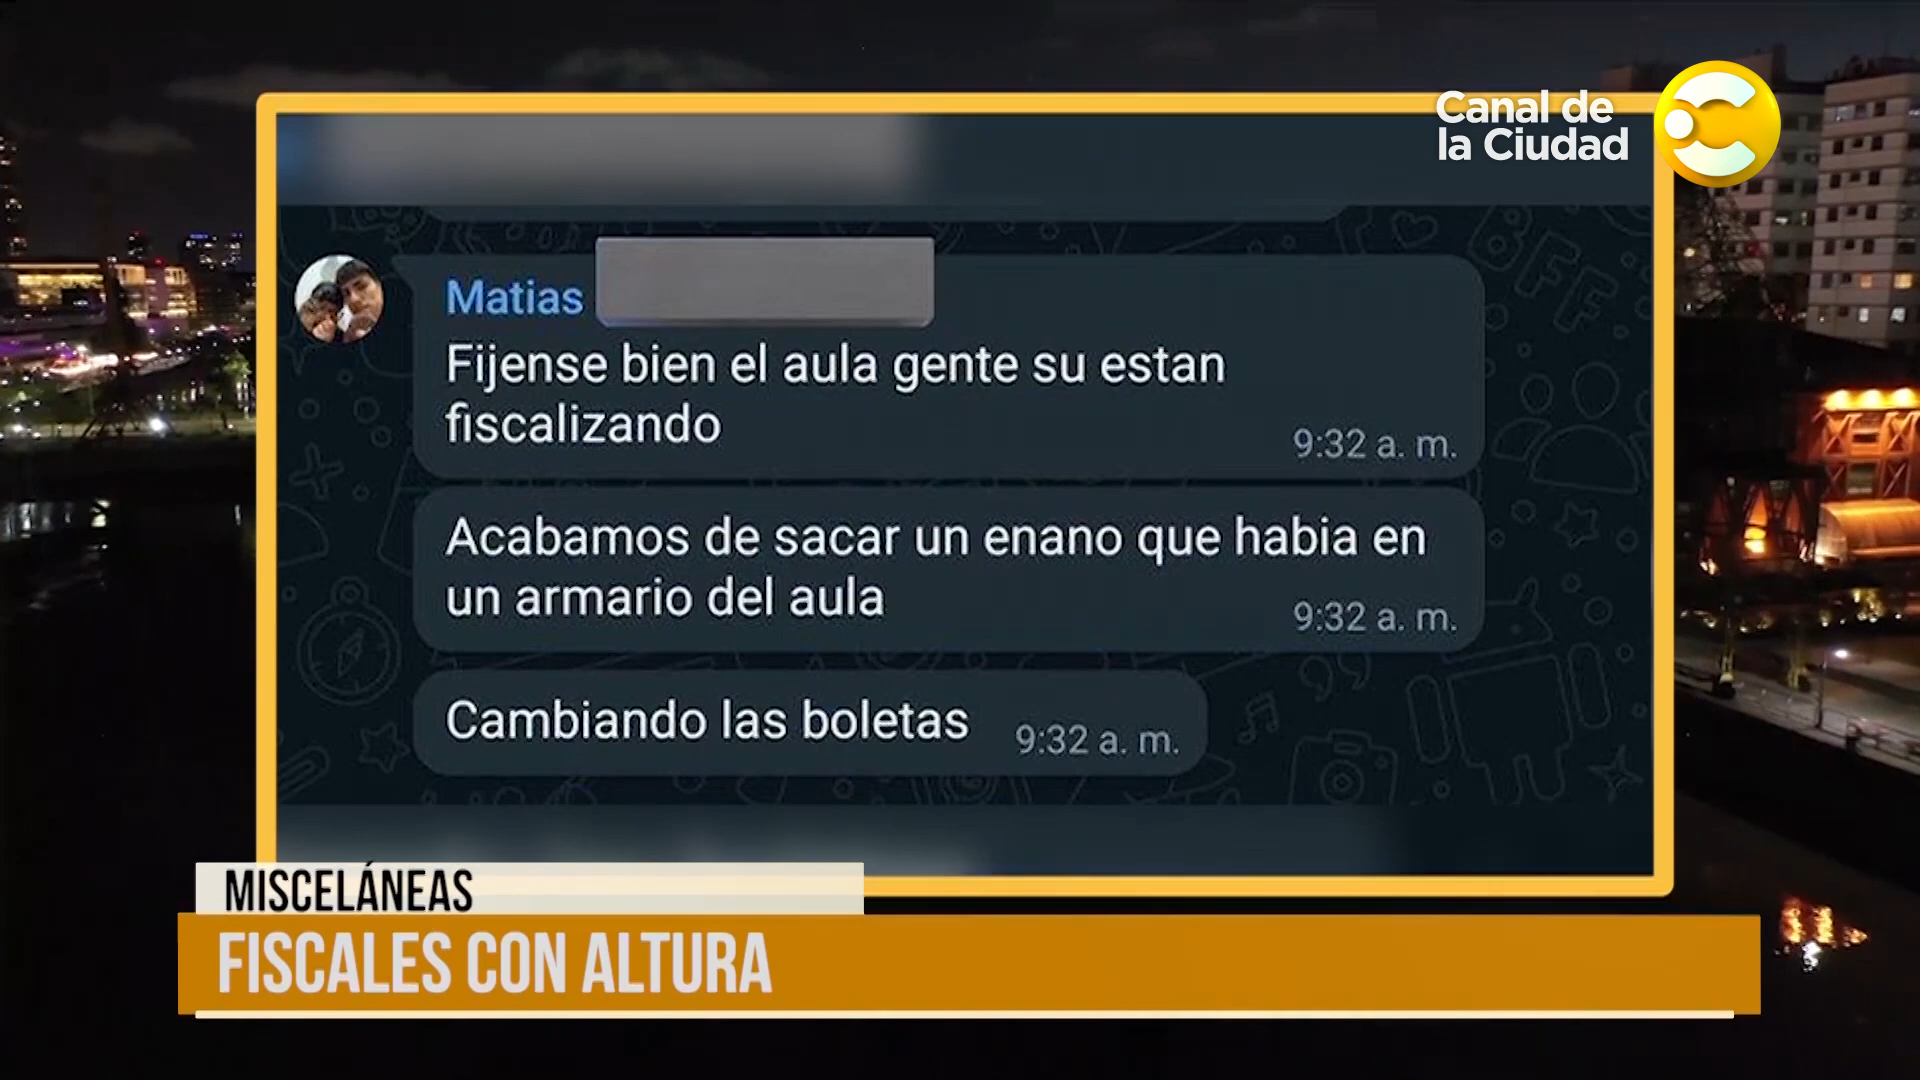 Canal de
la Ciudad
Matias
Fijense bien el aula gente su estan
fiscalizando
9:32 a. m.
Acabamos de sacar un enano que habia en
un armario del aula
9:32 a. m.
Cambiando las boletas
9:32 a. m.
MISCELÁNEAS
FISCALES CON ALTURA